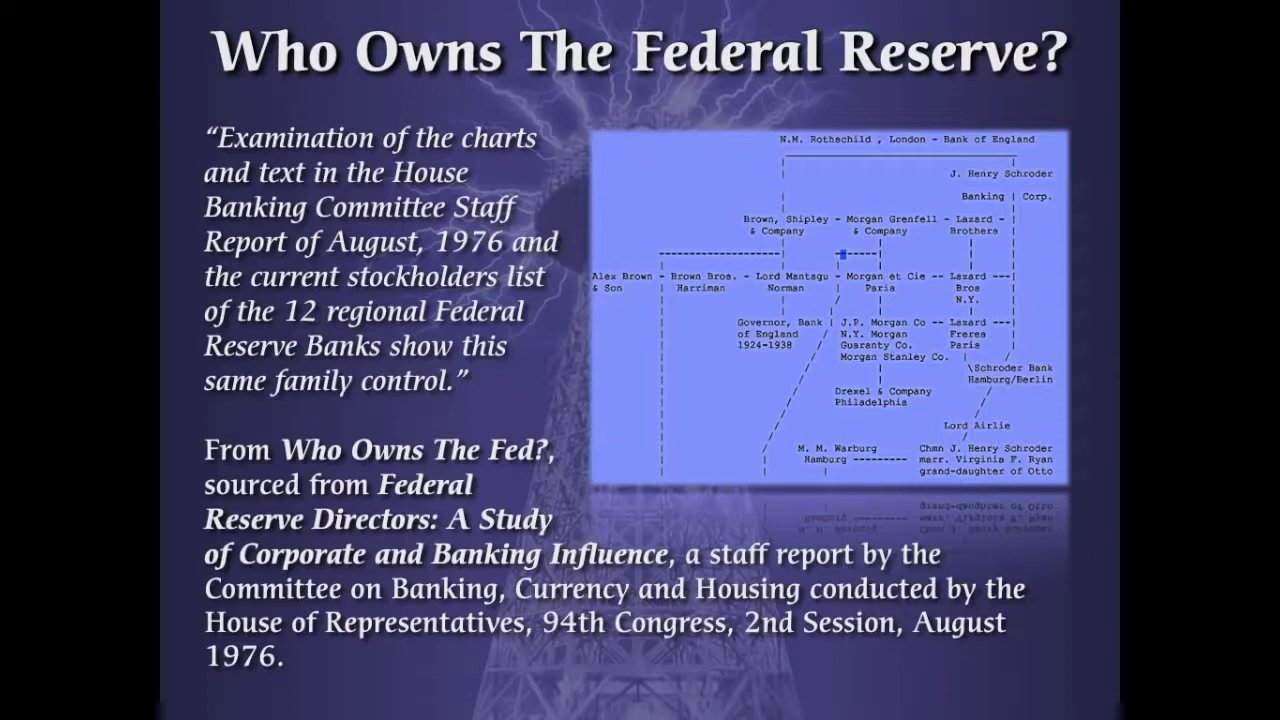 Who Owns The Federal Reserve?
“Examination of the charts
and text in the House
Banking Committee Staff
Report of August, 1976 and
the current stockholders list
of the 12 regional Federal
Reserve Banks show this
same family control.”
From Who Owns The Fed?,
sourced from Federal
Reserve Directors: A Study
of Corporate and Banking Influence, a staff report by the
Committee on Banking, Currency and Housing conducted by the
House of Representatives, 94th Congress, 2nd Session, August
1976.
N.M. Rothschild , London - Bank of England
J. Henry Schroder
Banking | Corp.
Brown, Shipley - Morgan Grenfell - Lazard -
& Company & Company Brothers
Alex Brown - Brown Bros. - Lord Mantagu - Morgan et Cie -- Lazard ---|
& Son Harriman Norman Paris Bros
N.Y.
Governor, Bank | J.P. Morgan Co -- Lazard ---|
of England N.Y. Morgan Freres
1924-1938 Guaranty Co. Paris
Morgan Stanley Co.
\Schroder Bank
Hamburg/Berlin
Drexel & Company
Philadelphia
Lord Airlie
M. M. Warburg Chmn J. Henry Schroder
Hamburg --------- marr. Virginia F. Ryan
grand-daughter of Otto